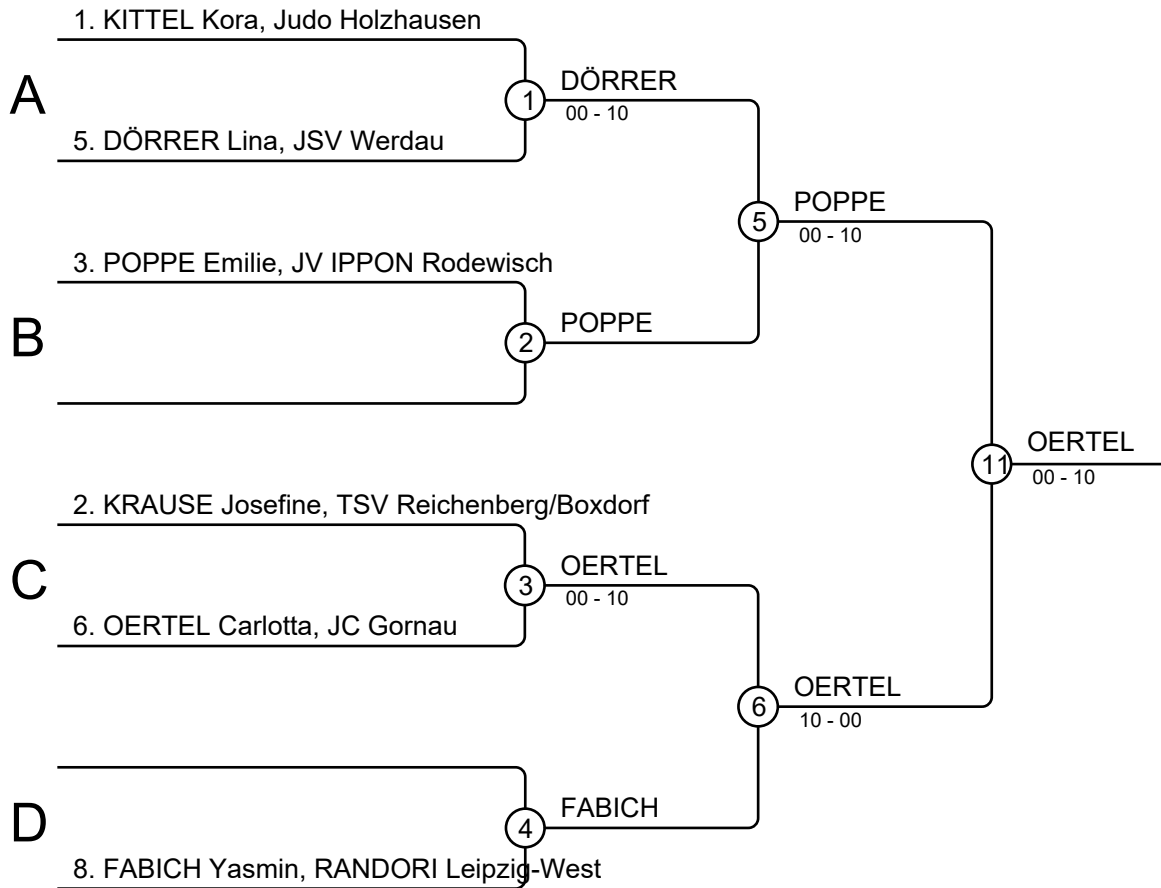 1. KITTEL Kora, Judo Holzhausen
A
1
DÖRRER
00 - 10
5. DÖRRER Lina, JSV Werdau
5
POPPE
00 - 10
3. POPPE Emilie, JV IPPON Rodewisch
B
2
POPPE
11
OERTEL
00 - 10
2. KRAUSE Josefine, TSV Reichenberg/Boxdorf
C
3
OERTEL
00 - 10
6. OERTEL Carlotta, JC Gornau
6
OERTEL
10 - 00
D
4
FABICH
8. FABICH Yasmin, RANDORI Leipzig-West